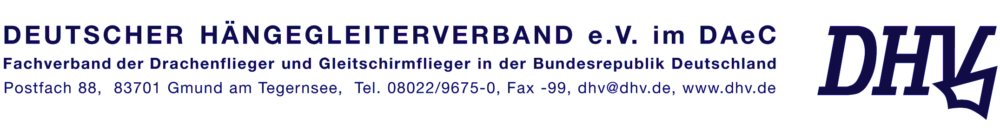 DEUTSCHER HÄNGEGLEITERVERBAND e.V. im DAeC
Fachverband der Drachenflieger und Gleitschirmflieger in der Bundesrepublik Deutschland
Postfach 88, 83701 Gmund am Tegernsee, Tel. 08022/9675-0, Fax -99, dhv@dhv.de, www.dhv.de
DHV